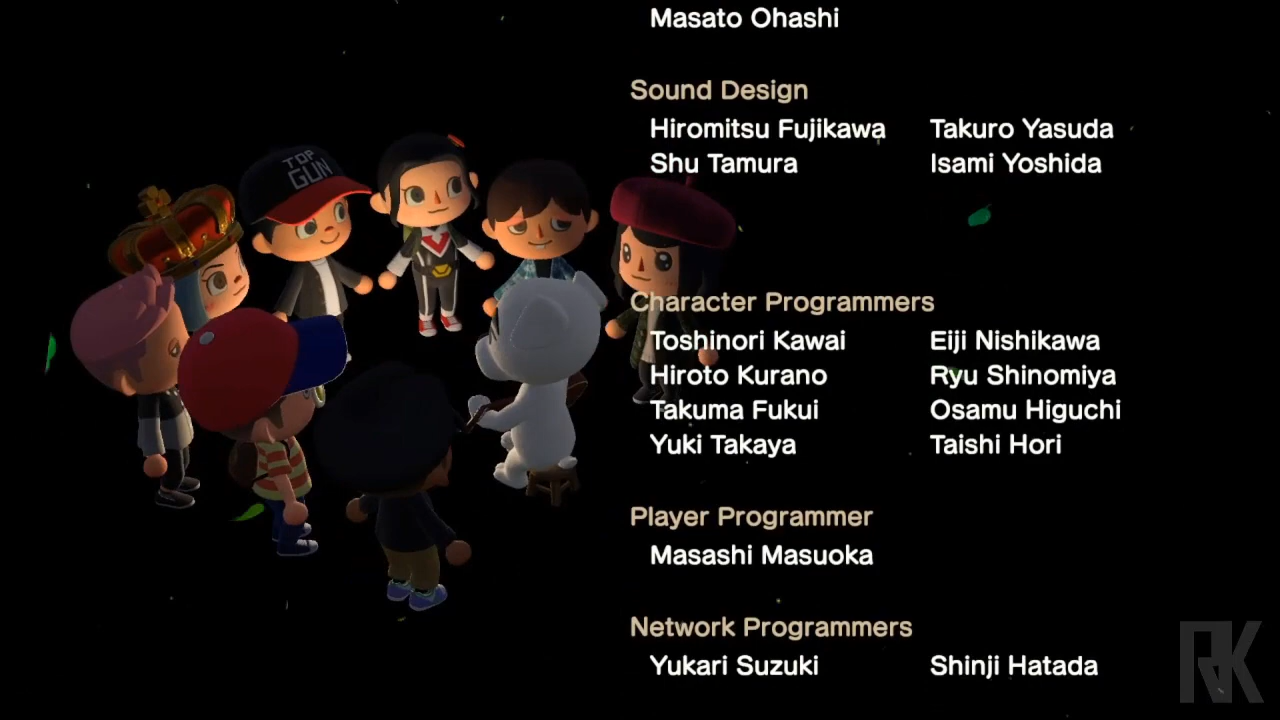 Masato Ohashi
Sound Design
Hiromitsu Fujikawa Takuro Yasuda
Shu Tamura Isami Yoshida
TOP
GUN
Character Programmers
Toshinori Kawai Eiji Nishikawa
Hiroto Kurano Ryu Shinomiya
Takuma Fukui Osamu Higuchi
Yuki Takaya Taishi Hori
Player Programmer
Masashi Masuoka
Network Programmers
Yukari Suzuki Shinji Hatada
RK